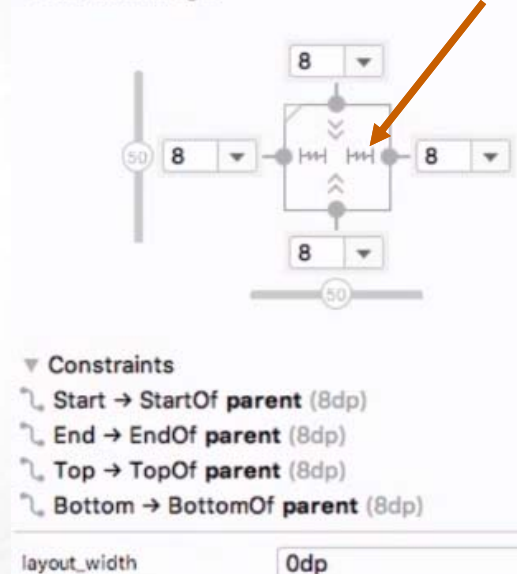 8
50
8
8
8
50
Constraints
Start → StartOf parent (8dp)
End → EndOf parent (8dp)
Top → TopOf parent (8dp)
Bottom → BottomOf parent (8dp)
layout_width 0dp